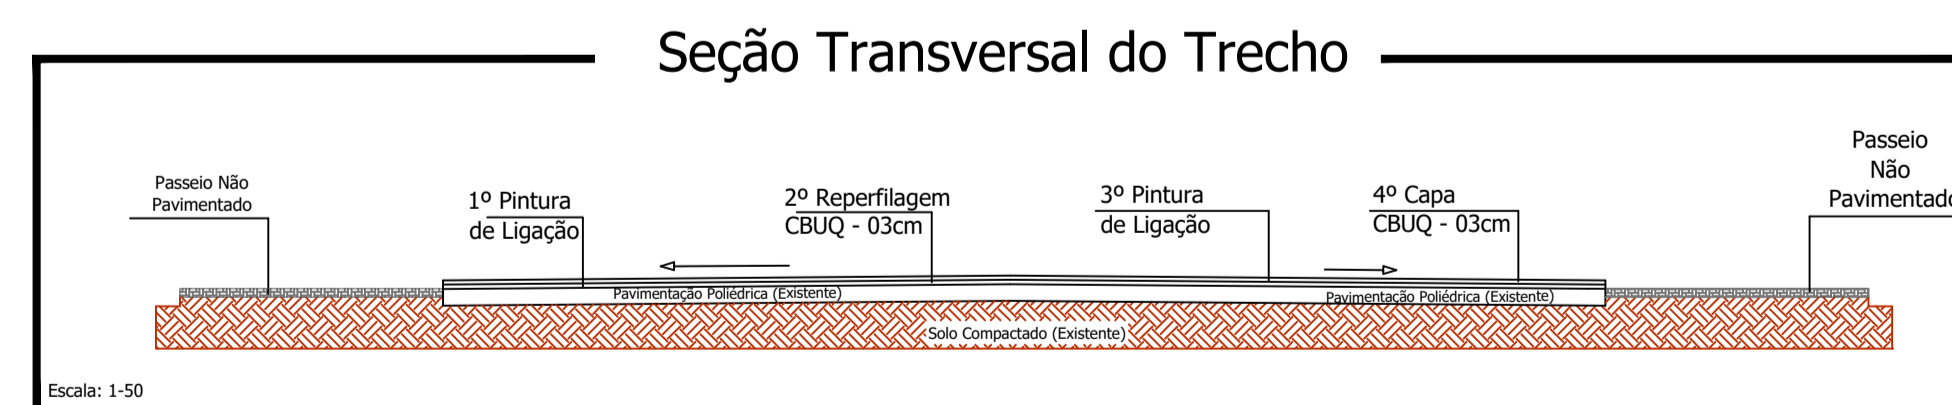 Seção Transversal do Trecho
Passeio Não
Pavimentado
1º Pintura
de Ligação
2º Reperfilagem
CBUQ - 03cm
3º Pintura
de Ligação
4º Capa
CBUQ - 03cm
Passeio
Não
Pavimentado
Pavimentação Poliédrica (Existente)
Pavimentação Poliédrica (Existente)
Solo Compactado (Existente)
Escala: 1-50